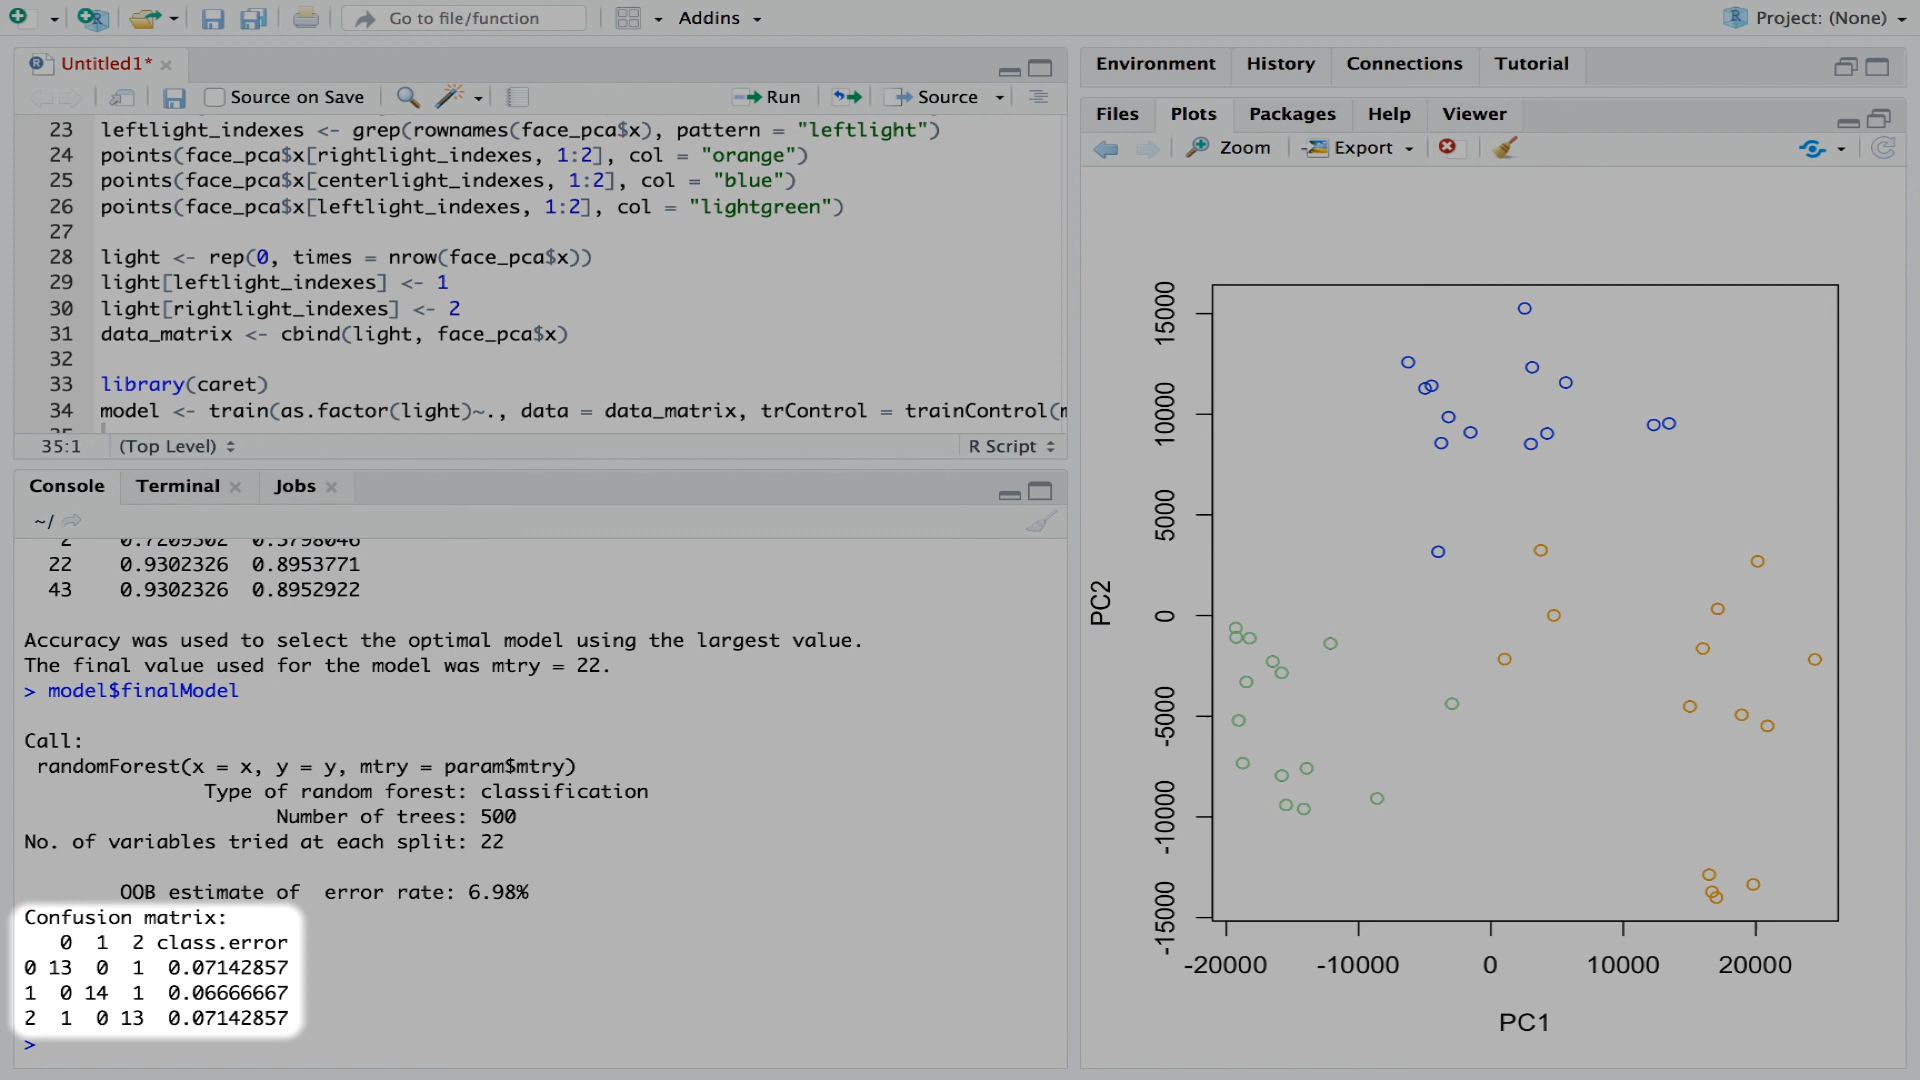 Go to file/function
Addins
Project: (None)
Untitled1*
Source on Save
Run
Source
23 leftlight_indexes <- grep(rownames(face_pca$x), pattern = "leftlight")
24 points(face_pca$x[rightlight_indexes, 1:2], col = "orange")
25 points(face_pca$x[centerlight_indexes, 1:2], col = "blue")
26 points(face_pca$x[leftlight_indexes, 1:2], col = "lightgreen")
27
28 light <- rep(0, times = nrow(face_pca$x))
29 light[leftlight_indexes] <- 1
30 light[rightlight_indexes] <- 2
31 data_matrix <- cbind(light, face_pca$x)
32
33 library(caret)
34 model <- train(as.factor(light)~., data = data_matrix, trControl = trainControl(
35:1 (Top Level) R Script
Console Terminal Jobs
~/
22 0.9302326 0.8953771
43 0.9302326 0.8952922
Accuracy was used to select the optimal model using the largest value.
The final value used for the model was mtry = 22.
> model$finalModel
Call:
randomForest(x = x, y = y, mtry = param$mtry)
Type of random forest: classification
Number of trees: 500
No. of variables tried at each split: 22
OOB estimate of  error rate: 6.98%
Confusion matrix:
0 1 2 class.error
0 13 0 1 0.07142857
1 0 14 1 0.06666667
2 1 0 13 0.07142857
>
Environment History Connections Tutorial
Files Plots Packages Help Viewer
Zoom Export
15000
10000
5000
0
-5000
-10000
-15000
PC2
-20000 -10000 0 10000 20000
PC1